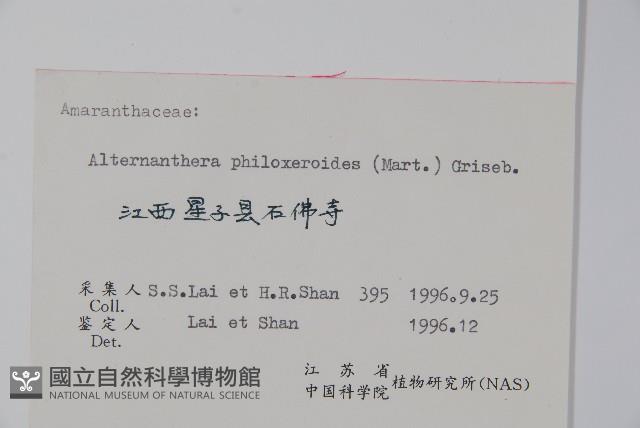 Amaranthaceae:
Alternanthera philoxeroides (Mart.) Griseb.
江西星子县石佛寺
采集人 S.S.Lai et H.R.Shan 395 1996.9.25
Coll.
鉴定人 Lai et Shan 1996.12
Det.
江苏省
中国科学院 植物研究所(NAS)
國立自然科學博物館
NATIONAL MUSEUM OF NATURAL SCIENCE